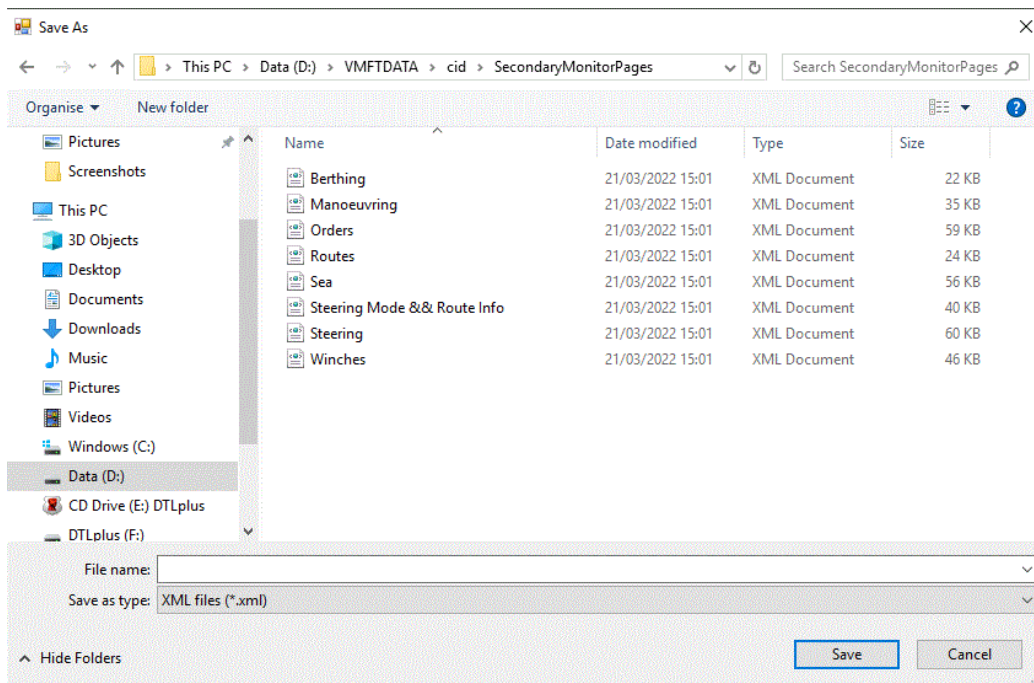 Save As
This PC > Data (D:) > VMFTDATA > cid > SecondaryMonitorPages
Search SecondaryMonitorPages
Organise New folder
Pictures
Screenshots
This PC
3D Objects
Desktop
Documents
Downloads
Music
Pictures
Videos
Windows (C:)
Data (D:)
CD Drive (E:) DTLplus
DTLplus (F:)
Name Date modified Type Size
Berthing 21/03/2022 15:01 XML Document 22 KB
Manoeuvring 21/03/2022 15:01 XML Document 35 KB
Orders 21/03/2022 15:01 XML Document 59 KB
Routes 21/03/2022 15:01 XML Document 24 KB
Sea 21/03/2022 15:01 XML Document 56 KB
Steering Mode && Route Info 21/03/2022 15:01 XML Document 40 KB
Steering 21/03/2022 15:01 XML Document 60 KB
Winches 21/03/2022 15:01 XML Document 46 KB
File name:
Save as type: XML files (*.xml)
Hide Folders
Save Cancel